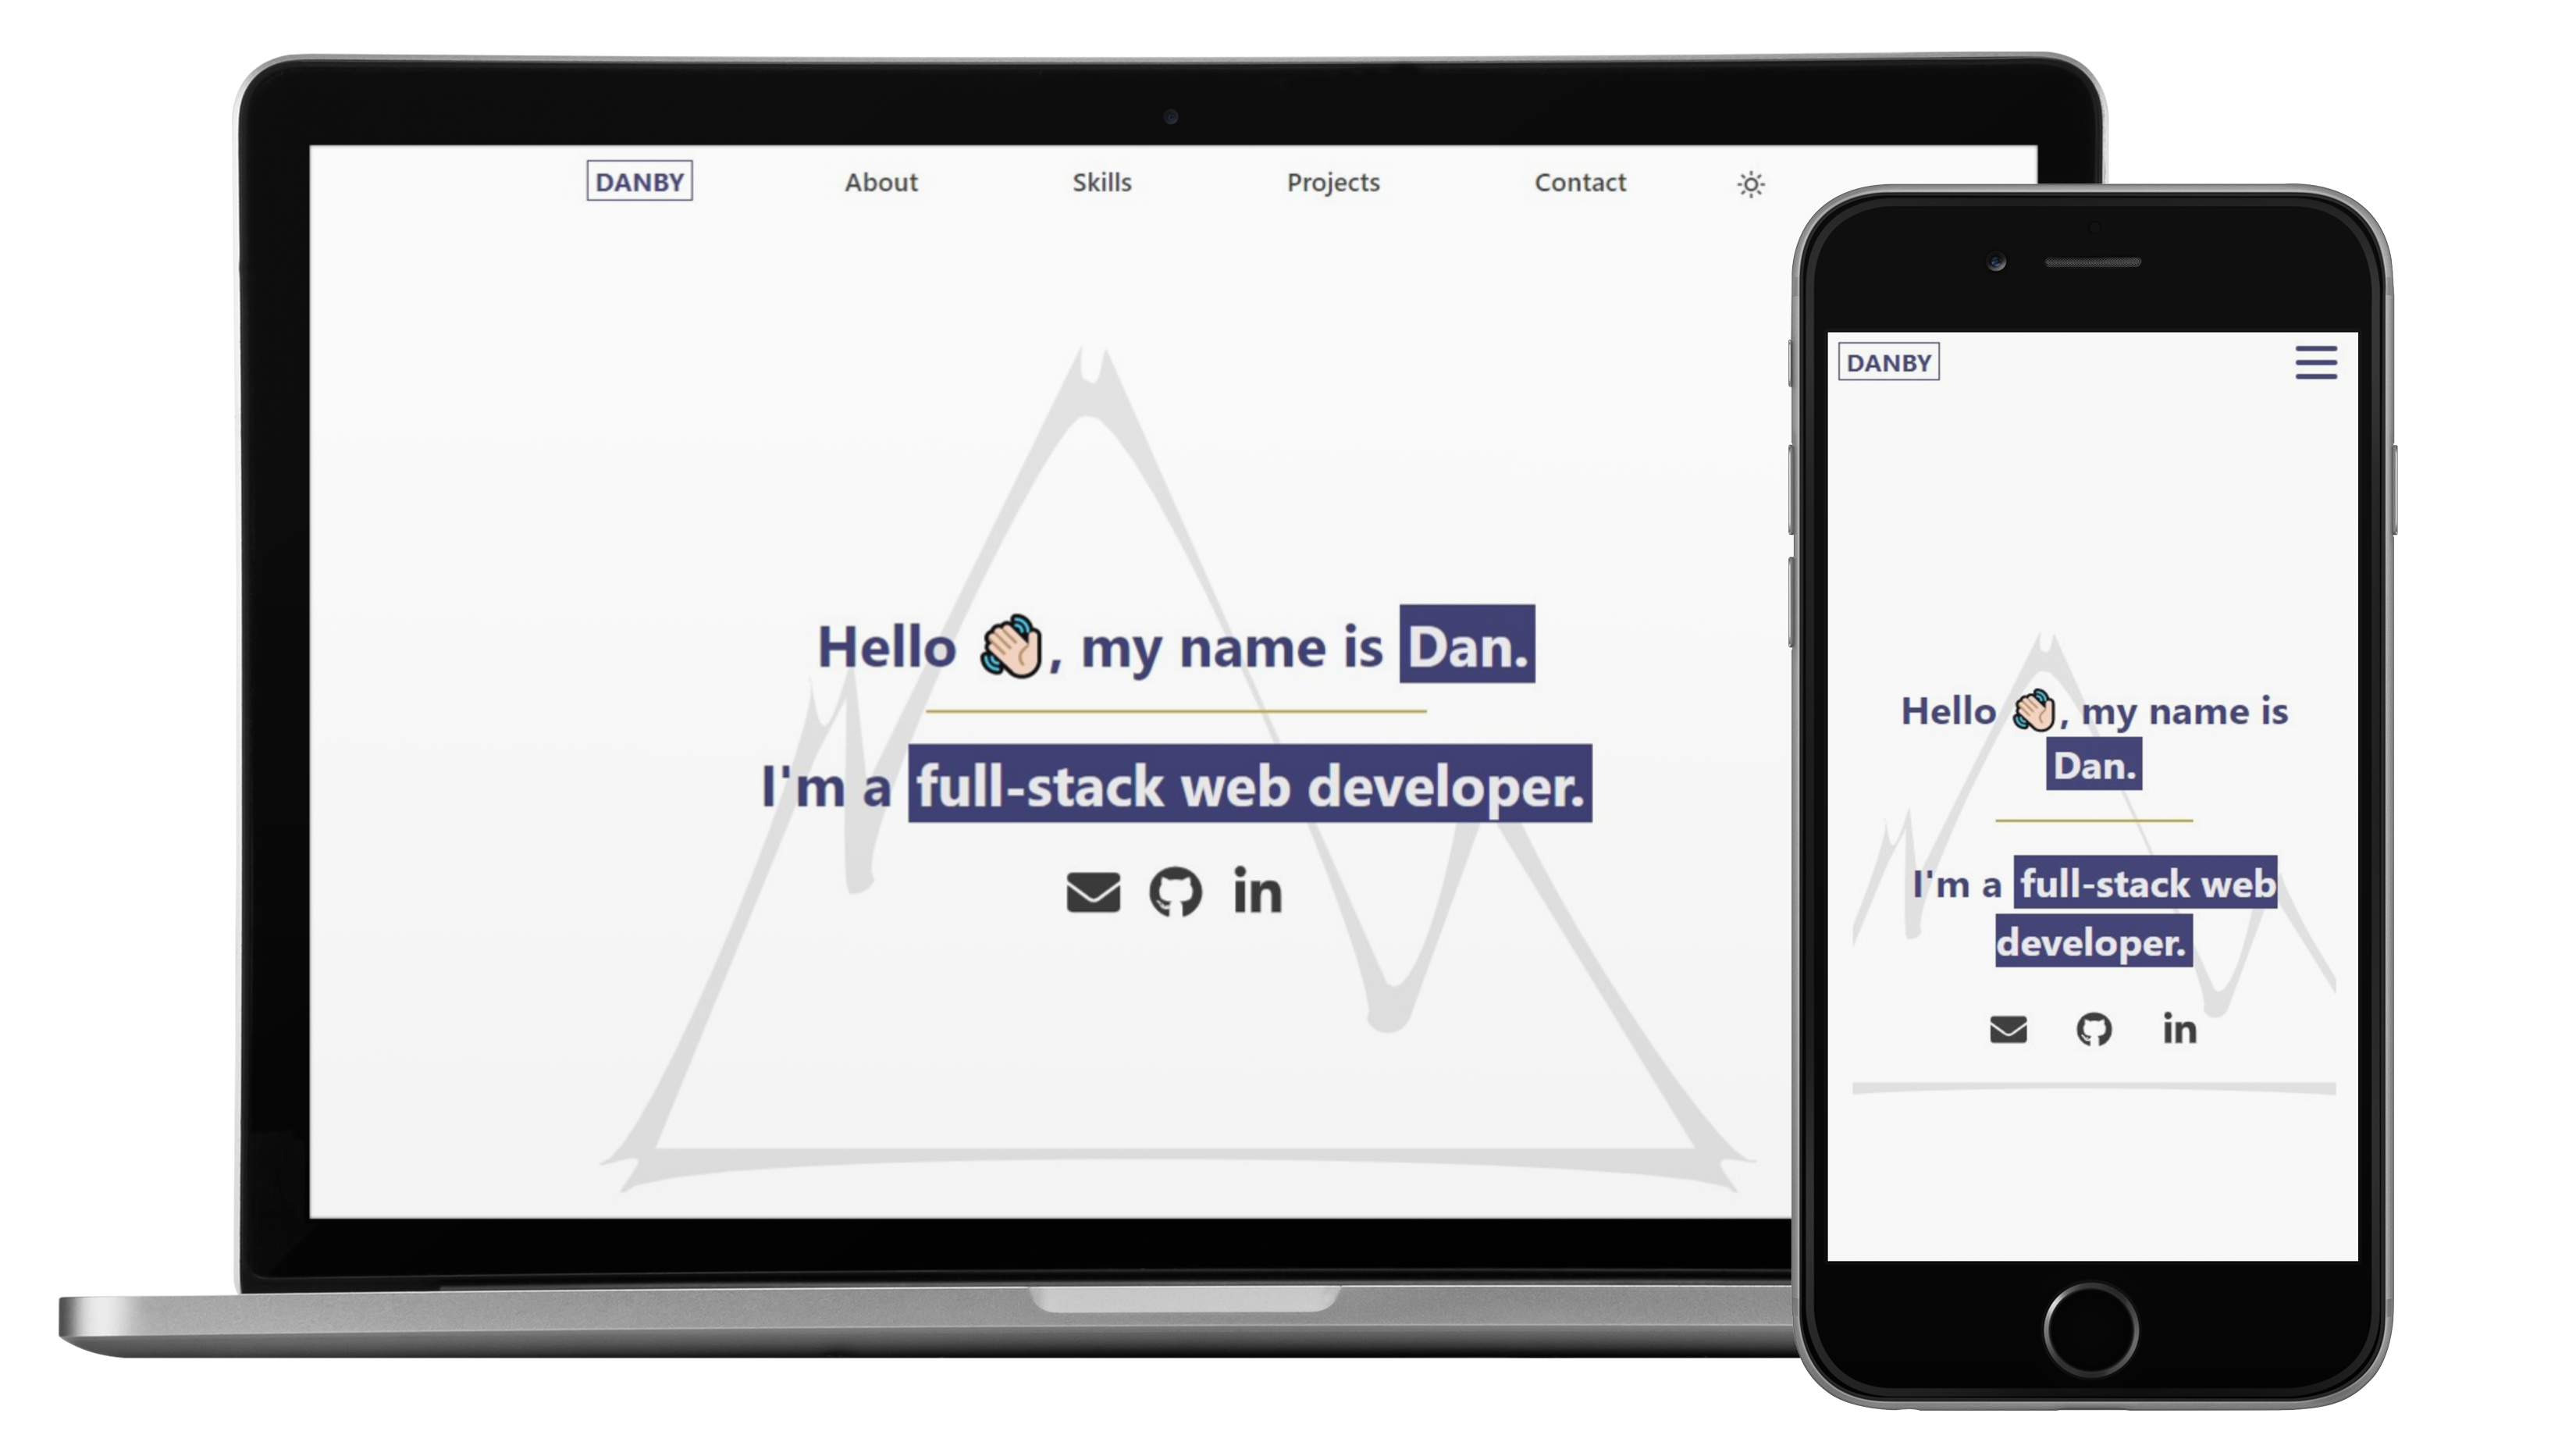 DANBY About Skills Projects Contact
Hello 👋🏻, my name is Dan.
I'm a full-stack web developer.
in
DANBY
Hello 👋🏻, my name is
Dan.
I'm a full-stack web
developer.
in